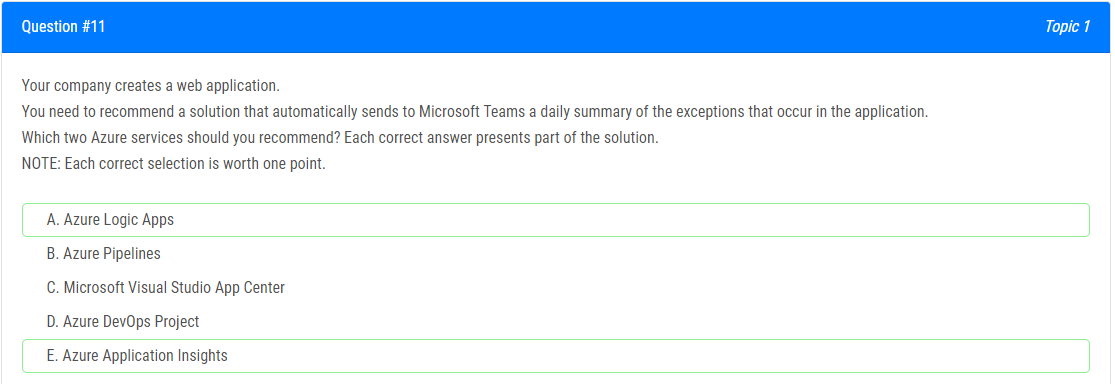 Question #11
Topic 1
Your company creates a web application.
You need to recommend a solution that automatically sends to Microsoft Teams a daily summary of the exceptions that occur in the application.
Which two Azure services should you recommend? Each correct answer presents part of the solution.
NOTE: Each correct selection is worth one point.
A. Azure Logic Apps
B. Azure Pipelines
C. Microsoft Visual Studio App Center
D. Azure DevOps Project
E. Azure Application Insights